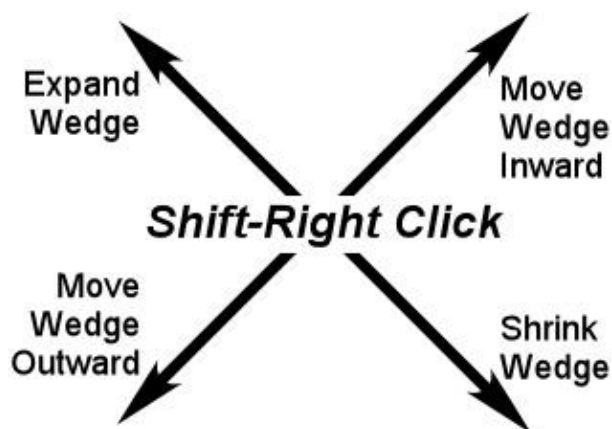 Expand
Wedge
Move
Wedge
Inward
Shift-Right Click
Move
Wedge
Outward
Shrink
Wedge